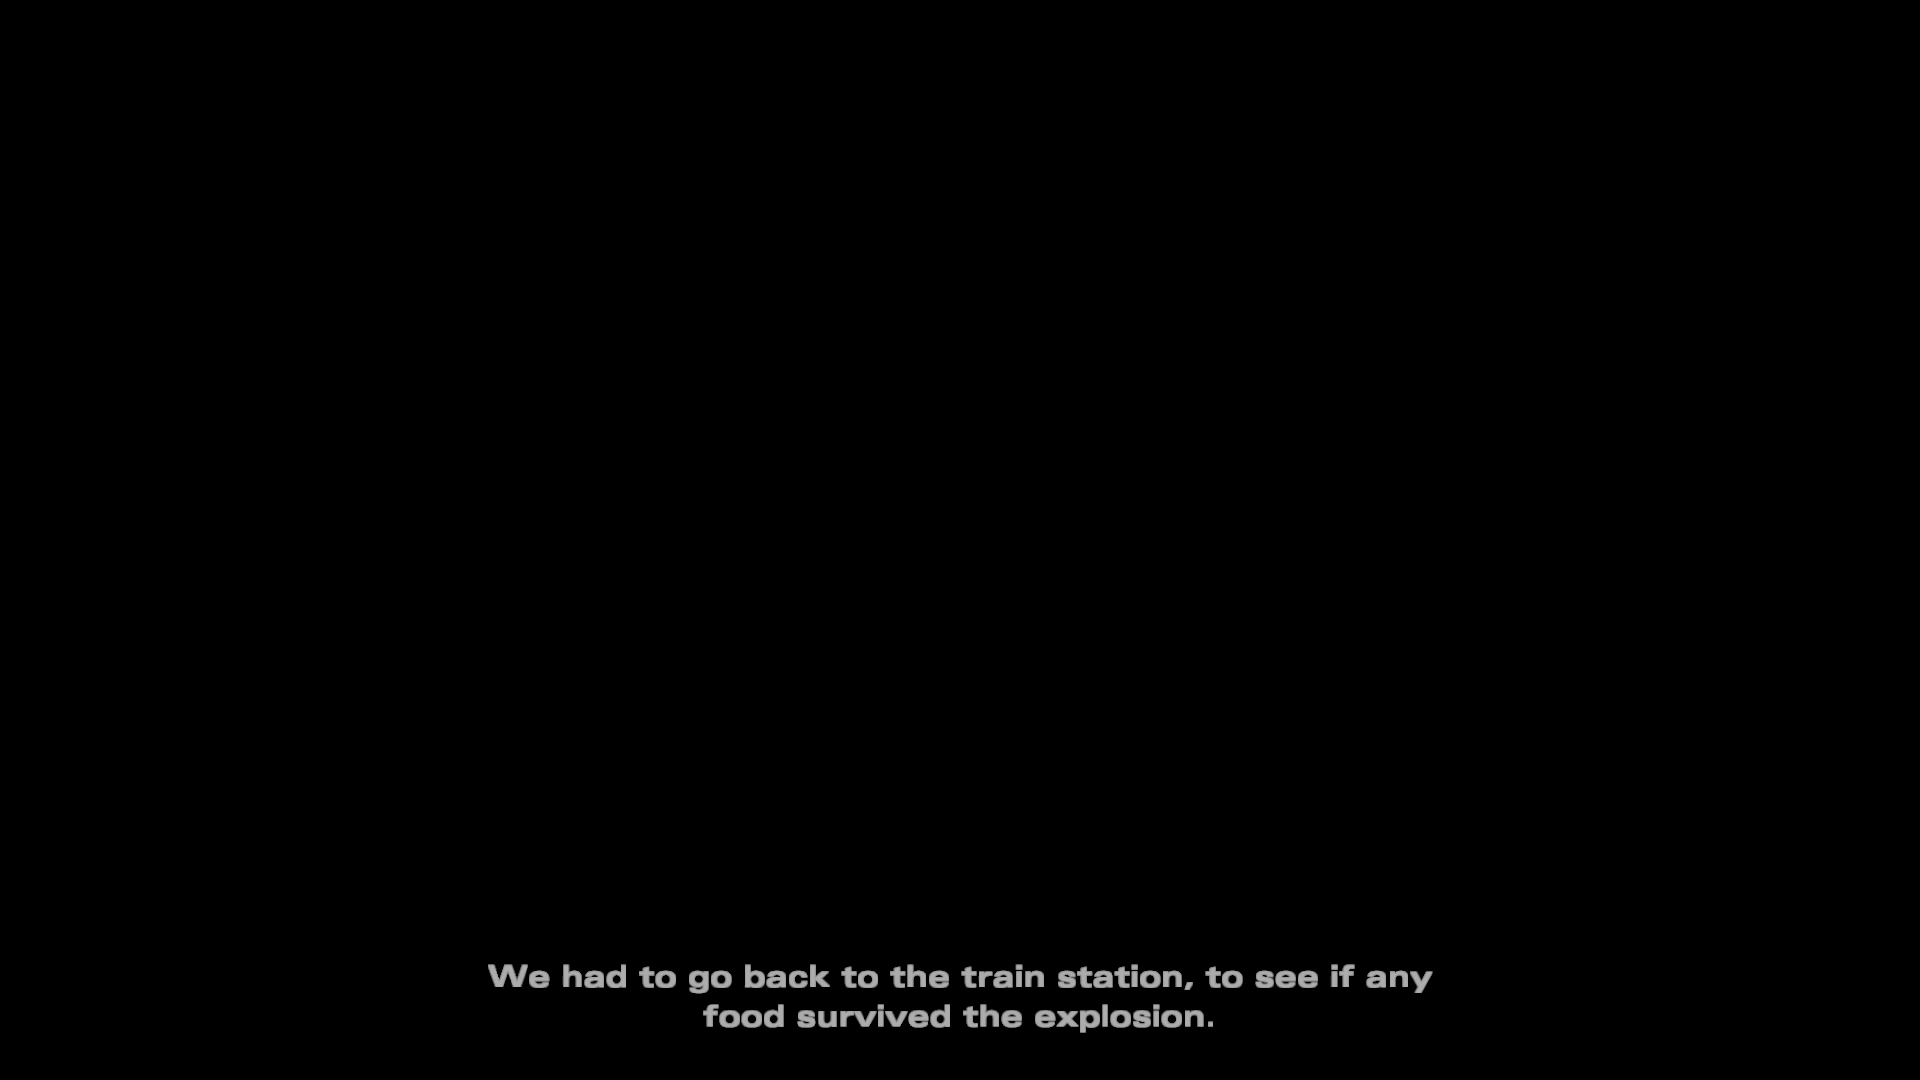 We had to go back to the train station, to see if any
food survived the explosion.